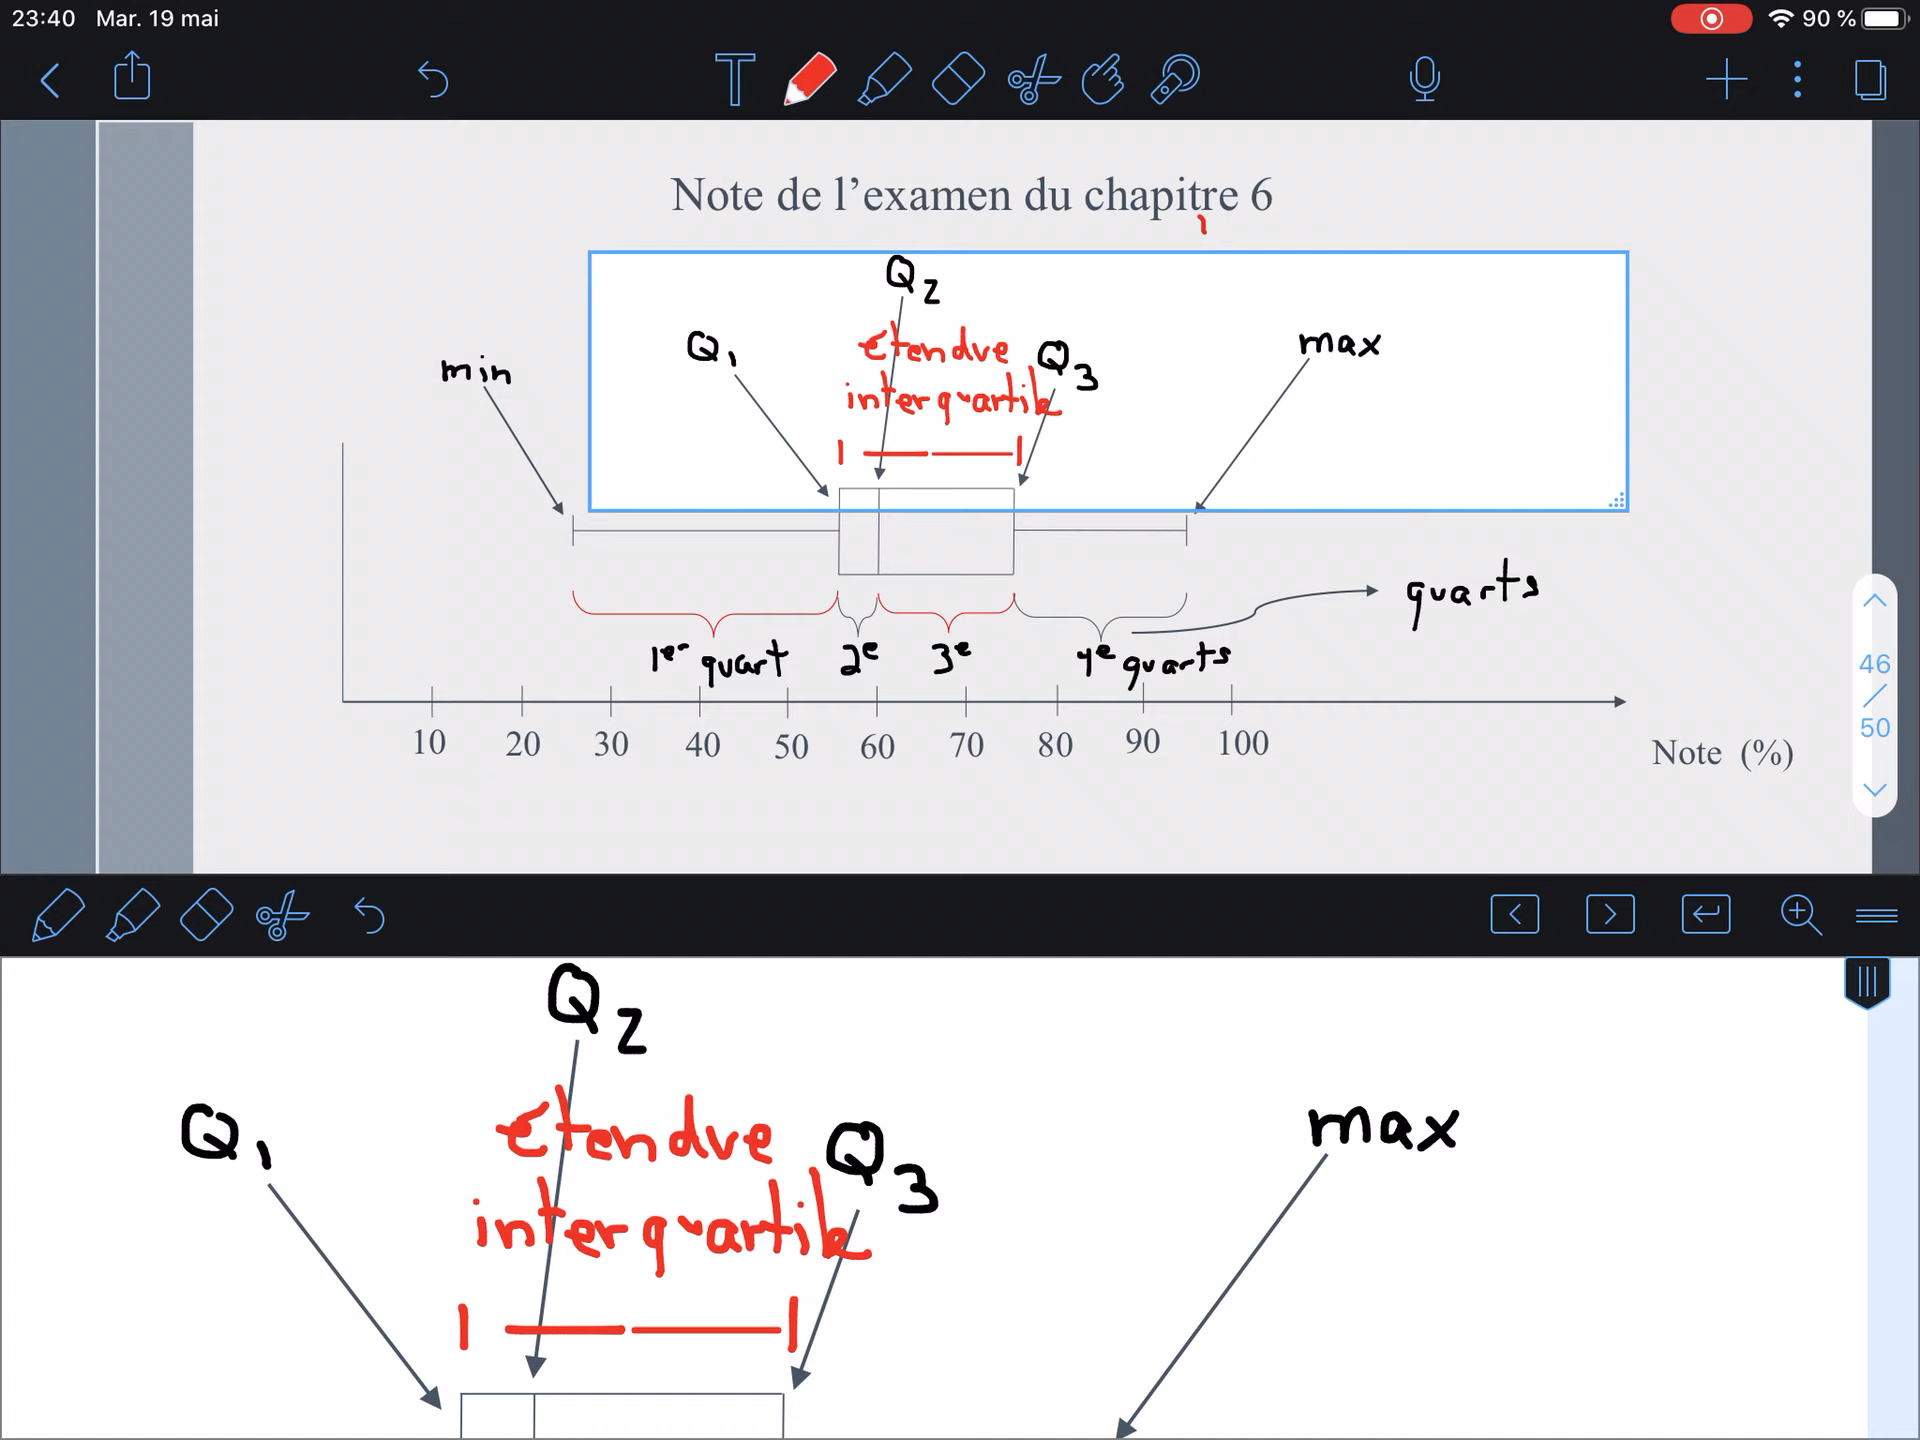 23:40 Mar. 19 mai
90 %
Note de l'examen du chapitre 6
Q2
Q1
étendue
Q3
max
min
interquartile
quarts
1er quart
2e
3e
4e quarts
46
/
50
10 20 30 40 50 60 70 80 90 100
Note (%)
Q2
Q1
étendue
Q3
max
interquartile